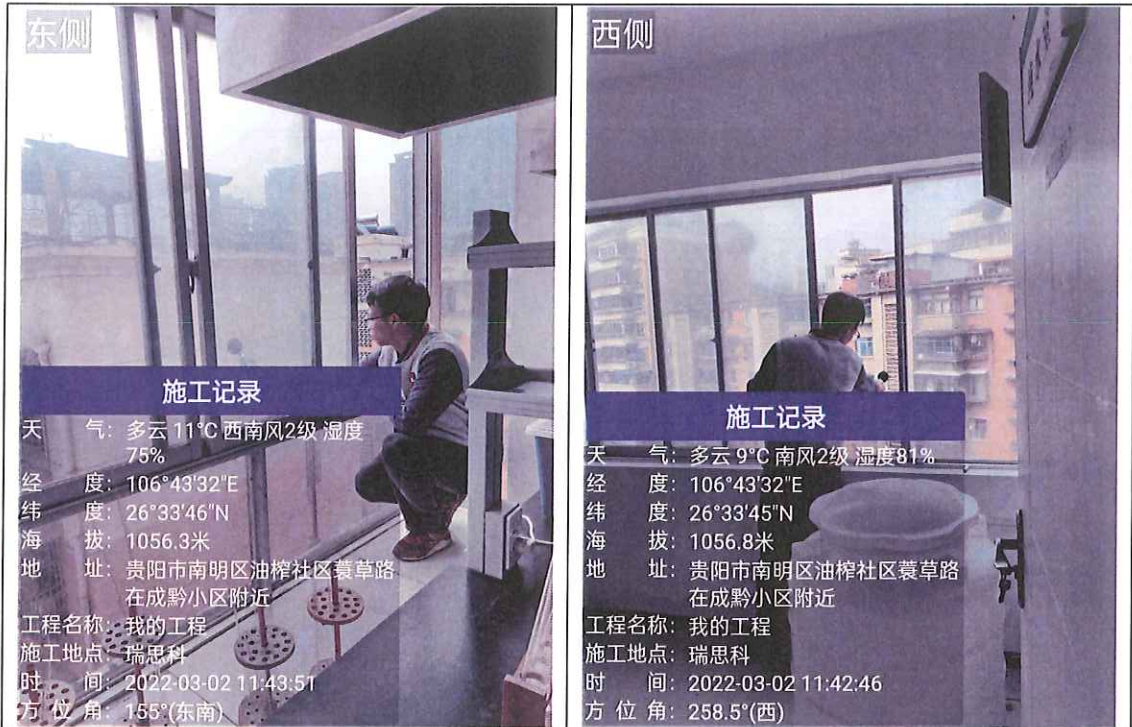 东侧
施工记录
天 气: 多云 11°C 西南风2级 湿度
75%
经 度: 106°43'32"E
纬 度: 26°33'46"N
海 拔: 1056.3米
地 址: 贵阳市南明区油榨社区蓑草路
在成黔小区附近
工程名称: 我的工程
施工地点: 瑞思科
时 间: 2022-03-02 11:43:51
方 位 角: 155°(东南)
西侧
施工记录
天 气: 多云 9°C 南风2级 湿度81%
经 度: 106°43'32"E
纬 度: 26°33'45"N
海 拔: 1056.8米
地 址: 贵阳市南明区油榨社区蓑草路
在成黔小区附近
工程名称: 我的工程
施工地点: 瑞思科
时 间: 2022-03-02 11:42:46
方 位 角: 258.5°(西)